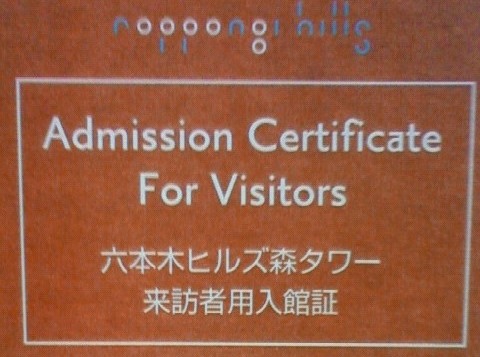 roppongi hills
Admission Certificate
For Visitors
六本木ヒルズ森タワー
来訪者用入館証